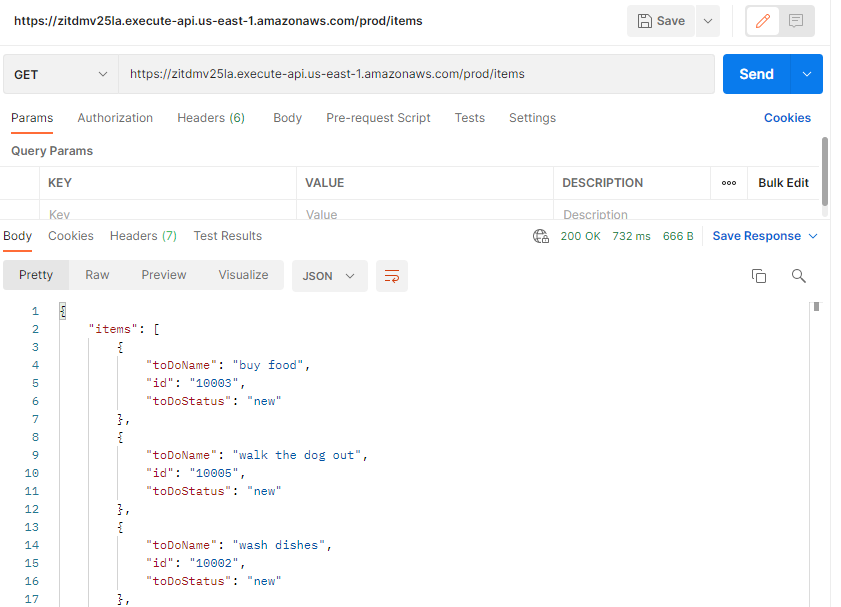 https://zitdmv25la.execute-api.us-east-1.amazonaws.com/prod/items Save
GET https://zitdmv25la.execute-api.us-east-1.amazonaws.com/prod/items Send
Params Authorization Headers (6) Body Pre-request Script Tests Settings Cookies
Query Params
KEY VALUE DESCRIPTION ooo Bulk Edit
Key Value Description
Body Cookies Headers (7) Test Results 200 OK 732 ms 666 B Save Response
Pretty Raw Preview Visualize JSON
1 {
2 "items": [
3 {
4 "toDoName": "buy food",
5 "id": "10003",
6 "toDoStatus": "new"
7 },
8 {
9 "toDoName": "walk the dog out",
10 "id": "10005",
11 "toDoStatus": "new"
12 },
13 {
14 "toDoName": "wash dishes",
15 "id": "10002",
16 "toDoStatus": "new"
17 },